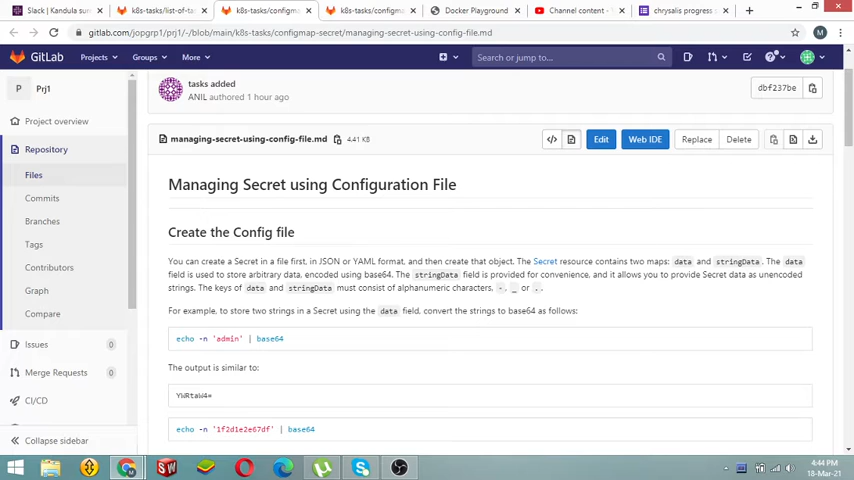 Slack | Kandula sum
k8s-tasks/list-of-ta
k8s-tasks/configma
k8s-tasks/configma
Docker Playground
Channel content -
chrysalis progress
gitlab.com/jopgrp1/prj1/-/blob/main/k8s-tasks/configmap-secret/managing-secret-using-config-file.md
M
GitLab
Projects
Groups
More
Search or jump to...
P
Prj1
Project overview
Repository
Files
Commits
Branches
Tags
Contributors
Graph
Compare
Issues
0
Merge Requests
0
CI/CD
Collapse sidebar
tasks added
ANIL authored 1 hour ago
dbf237be
managing-secret-using-config-file.md
4.41 KB
Edit
Web IDE
Replace
Delete
Managing Secret using Configuration File
Create the Config file
You can create a Secret in a file first, in JSON or YAML format, and then create that object. The Secret resource contains two maps: data and stringData. The data
field is used to store arbitrary data, encoded using base64. The stringData field is provided for convenience, and it allows you to provide Secret data as unencoded
strings. The keys of data and stringData must consist of alphanumeric characters, -, _ or ..
For example, to store two strings in a Secret using the data field, convert the strings to base64 as follows:
echo -n 'admin' | base64
The output is similar to:
YWRtaW4=
echo -n '1f2d1e2e67df' | base64
4:44 PM
18-Mar-21